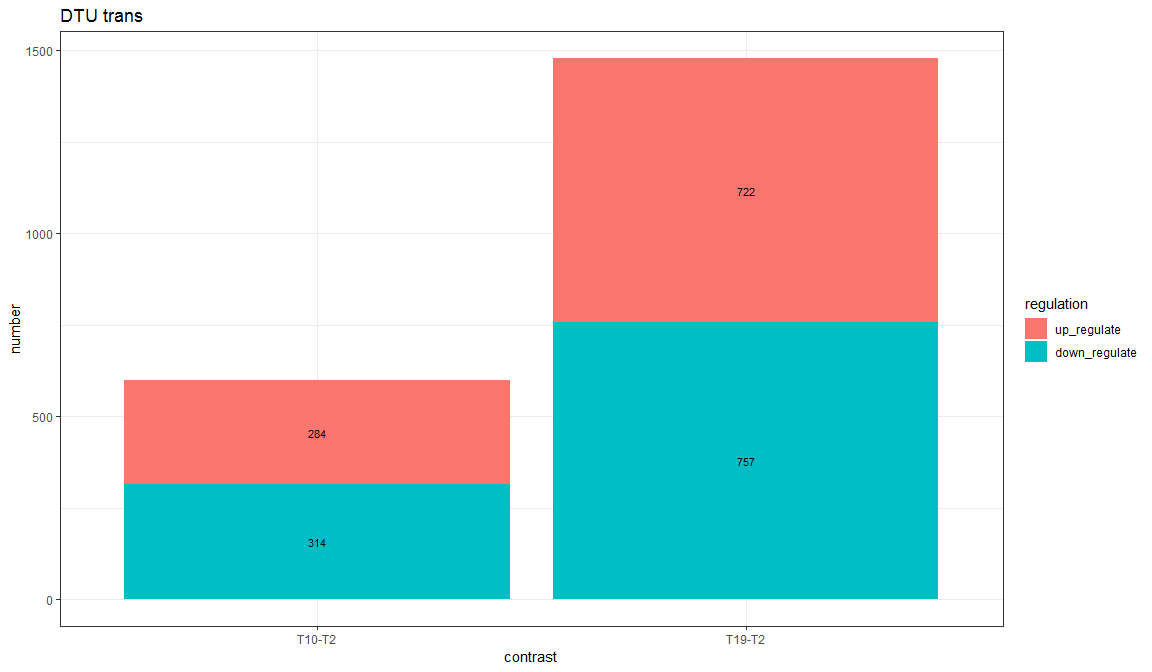 DTU trans
1500
1000
500
0
number
722
757
284
314
T10-T2
T19-T2
contrast
regulation
up_regulate
down_regulate